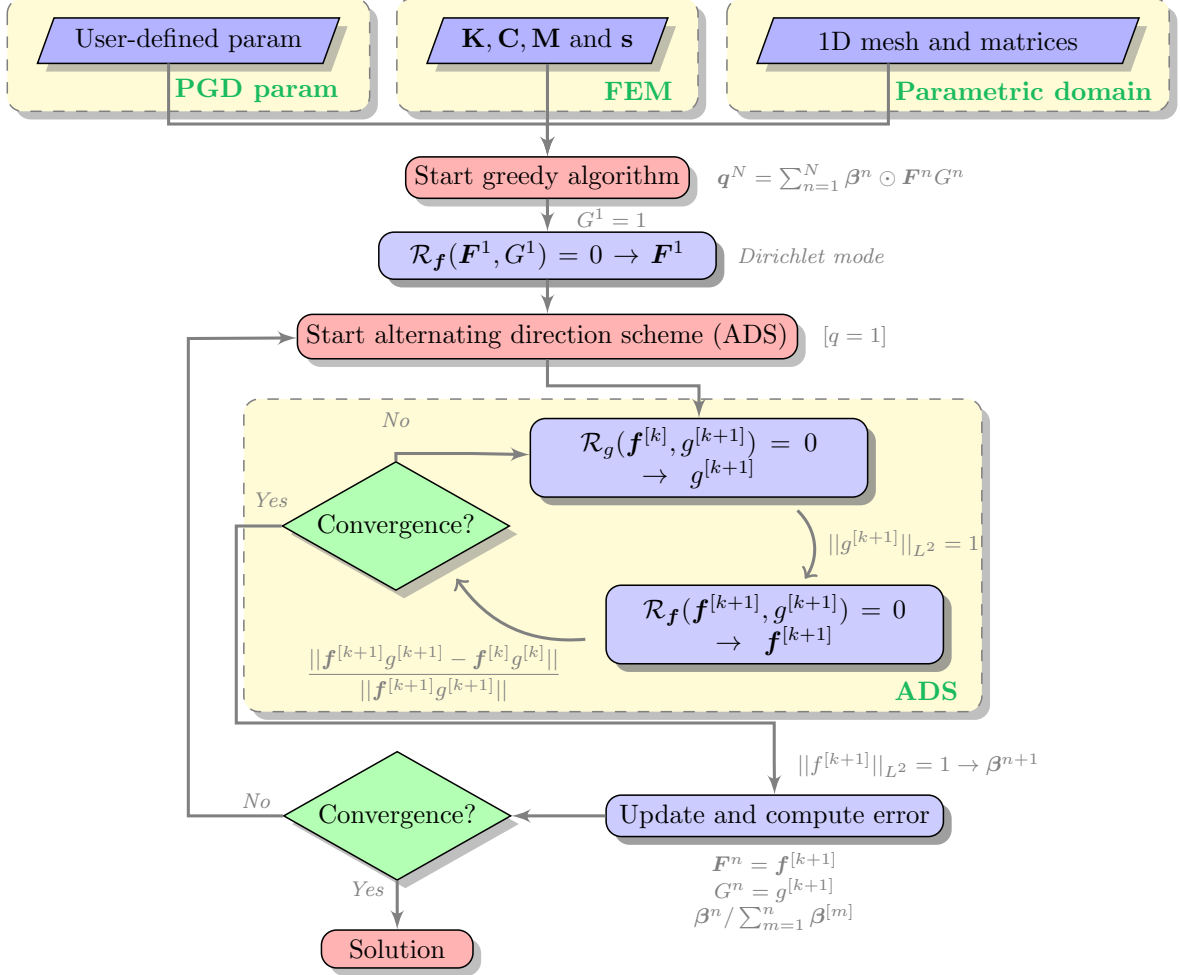 User-defined param
PGD param
K, C, M and s
FEM
1D mesh and matrices
Parametric domain
Start greedy algorithm
q^N = ∑_{n=1}^N β^n ⊙ F^n G^n
G^1 = 1
R_f(F^1, G^1) = 0 → F^1
Dirichlet mode
Start alternating direction scheme (ADS)
[q = 1]
No
R_g(f^{[k]}, g^{[k+1]}) = 0
→ g^{[k+1]}
Yes
Convergence?
||g^{[k+1]}||_{L^2} = 1
R_f(f^{[k+1]}, g^{[k+1]}) = 0
→ f^{[k+1]}
||f^{[k+1]}g^{[k+1]} − f^{[k]}g^{[k]}||
||f^{[k+1]}g^{[k+1]}||
ADS
||f^{[k+1]}||_{L^2} = 1 → β^{n+1}
No
Convergence?
Update and compute error
F^n = f^{[k+1]}
G^n = g^{[k+1]}
β^n / ∑_{m=1}^n β^{[m]}
Yes
Solution